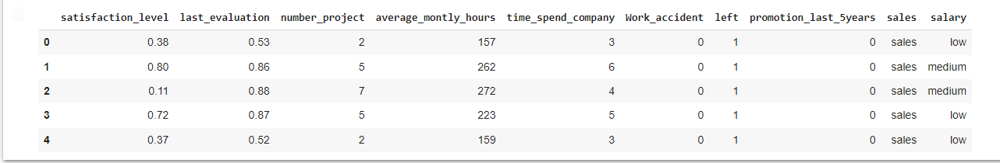 satisfaction_level last_evaluation number_project average_montly_hours time_spend_company Work_accident left promotion_last_5years sales salary
0 0.38 0.53 2 157 3 0 1 0 sales low
1 0.80 0.86 5 262 6 0 1 0 sales medium
2 0.11 0.88 7 272 4 0 1 0 sales medium
3 0.72 0.87 5 223 5 0 1 0 sales low
4 0.37 0.52 2 159 3 0 1 0 sales low